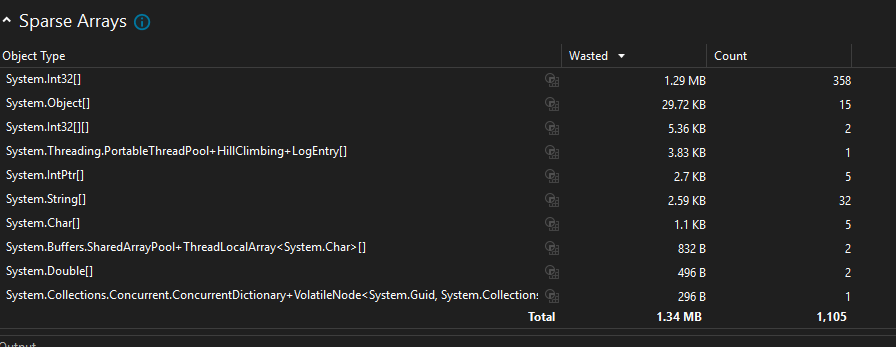 Sparse Arrays
Object Type Wasted Count
System.Int32[] 1.29 MB 358
System.Object[] 29.72 KB 15
System.Int32[][] 5.36 KB 2
System.Threading.PortableThreadPool+HillClimbing+LogEntry[] 3.83 KB 1
System.IntPtr[] 2.7 KB 5
System.String[] 2.59 KB 32
System.Char[] 1.1 KB 5
System.Buffers.SharedArrayPool+ThreadLocalArray<System.Char>[] 832 B 2
System.Double[] 496 B 2
System.Collections.Concurrent.ConcurrentDictionary+VolatileNode<System.Guid, System.Collections 296 B 1
Total 1.34 MB 1,105
Output